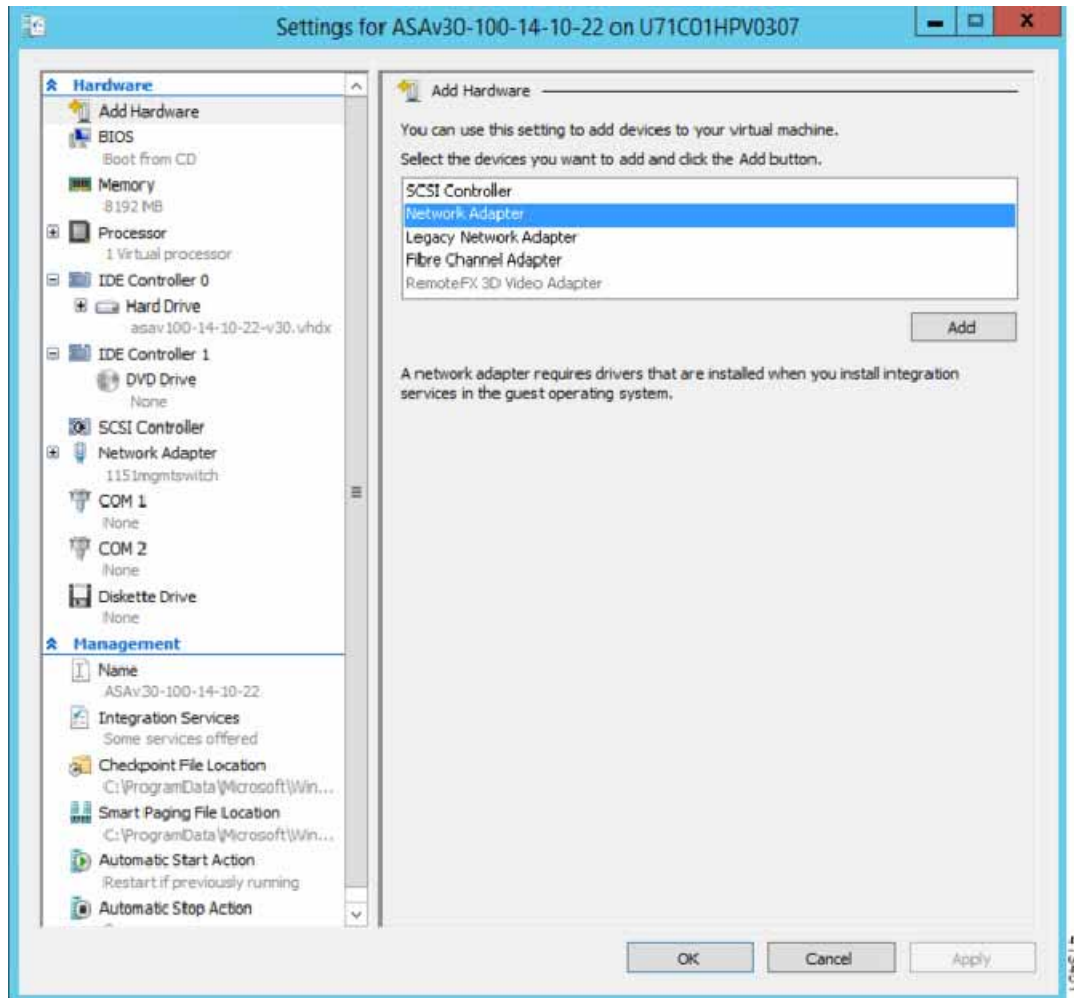 Settings for ASAv30-100-14-10-22 on U71C01HPV0307
Hardware
Add Hardware
BIOS
Boot from CD
Memory
8192 MB
Processor
1 Virtual processor
IDE Controller 0
Hard Drive
asav100-14-10-22-v30.vhdx
IDE Controller 1
DVD Drive
None
SCSI Controller
Network Adapter
1151mgmtswitch
COM 1
None
COM 2
None
Diskette Drive
None
Management
Name
ASAv30-100-14-10-22
Integration Services
Some services offered
Checkpoint File Location
C:\ProgramData\Microsoft\Win...
Smart Paging File Location
C:\ProgramData\Microsoft\Win...
Automatic Start Action
Restart if previously running
Automatic Stop Action
Add Hardware
You can use this setting to add devices to your virtual machine.
Select the devices you want to add and click the Add button.
SCSI Controller
Network Adapter
Legacy Network Adapter
Fibre Channel Adapter
RemoteFX 3D Video Adapter
Add
A network adapter requires drivers that are installed when you install integration
services in the guest operating system.
OK
Cancel
Apply